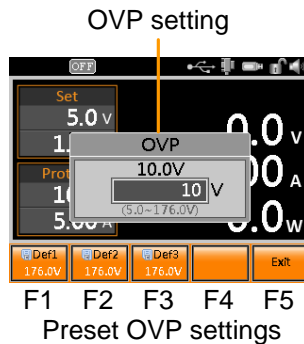 OVP setting
OFF
Set
5.0 V
1.
0.0 V
OVP
10.0V
10 V
(5.0~176.0V)
Prot
10
00 A
5.00 A
0.0 W
Def1 Def2 Def3 Exit
176.0V 176.0V 176.0V
F1 F2 F3 F4 F5
Preset OVP settings